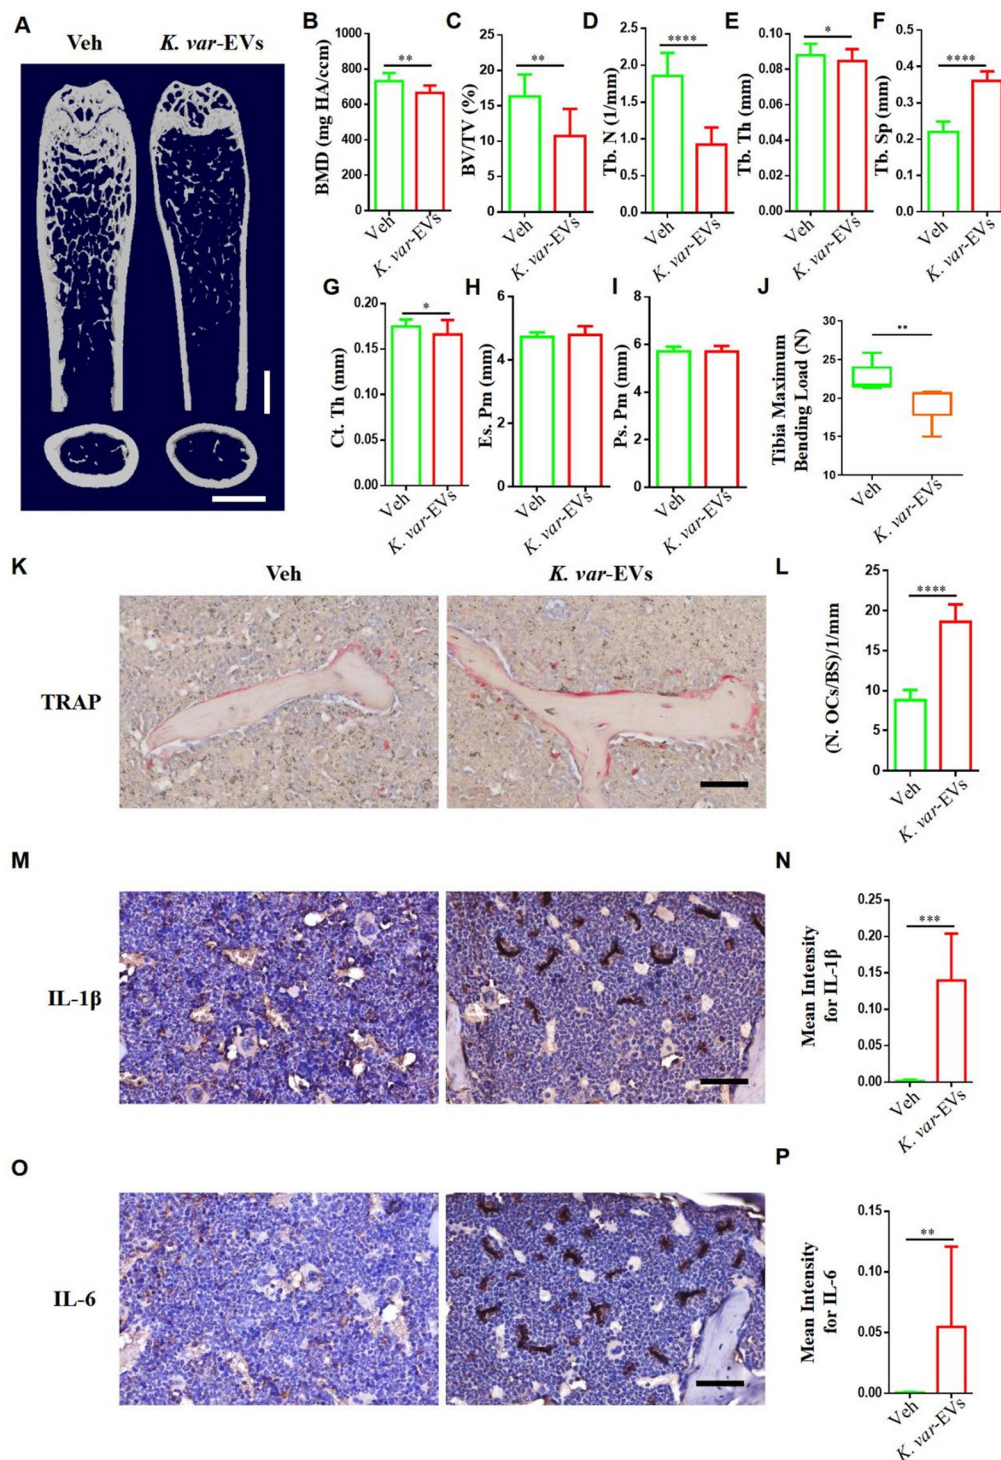 A
Veh
K. var-EVs
B
BMD (mg HA/ccm)
1000
800
600
400
200
0
**
Veh
K. var-EVs
C
BV/TV (%)
25
20
15
10
5
0
**
Veh
K. var-EVs
D
Tb. N (1/mm)
2.5
2.0
1.5
1.0
0.5
0.0
****
Veh
K. var-EVs
E
Tb. Th (mm)
0.10
0.08
0.06
0.04
0.02
0.00
*
Veh
K. var-EVs
F
Tb. Sp (mm)
0.5
0.4
0.3
0.2
0.1
0.0
****
Veh
K. var-EVs
G
Ct. Th (mm)
0.20
0.15
0.10
0.05
0.00
*
Veh
K. var-EVs
H
Es. Pm (mm)
6
4
2
0
Veh
K. var-EVs
I
Ps. Pm (mm)
8
6
4
2
0
Veh
K. var-EVs
J
Tibia Maximum
Bending Load (N)
30
25
20
15
10
**
Veh
K. var-EVs
K
Veh
K. var-EVs
TRAP
L
(N. OCs/BS)/1/mm
25
20
15
10
5
0
****
Veh
K. var-EVs
M
IL-1β
N
Mean Intensity
for IL-1β
0.25
0.20
0.15
0.10
0.05
0.00
***
Veh
K. var-EVs
O
IL-6
P
Mean Intensity
for IL-6
0.15
0.10
0.05
0.00
**
Veh
K. var-EVs